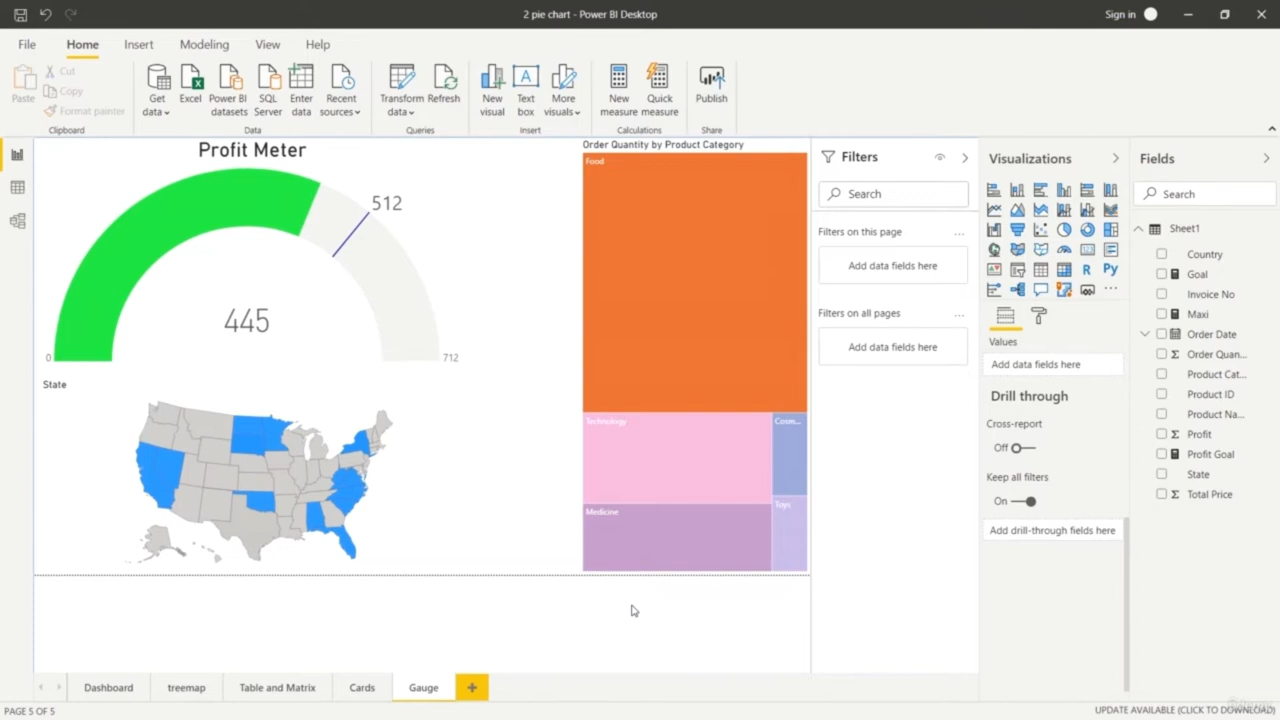 2 pie chart - Power BI Desktop
Sign in
File
Home
Insert
Modeling
View
Help
Paste
Cut
Copy
Format painter
Clipboard
Get data
Excel
Power BI datasets
SQL Server
Enter data
Recent sources
Data
Transform data
Refresh
Queries
New visual
Text box
More visuals
Insert
New measure
Quick measure
Calculations
Publish
Share
Profit Meter
512
445
0
712
State
Order Quantity by Product Category
Food
Technology
Cosm...
Medicine
Toys
Filters
Search
Filters on this page
...
Add data fields here
Filters on all pages
...
Add data fields here
Visualizations
R
Py
...
Values
Add data fields here
Drill through
Cross-report
Off
Keep all filters
On
Add drill-through fields here
Fields
Search
Sheet1
Country
Goal
Invoice No
Maxi
Order Date
Σ Order Quan...
Product Cat...
Product ID
Product Na...
Σ Profit
Profit Goal
State
Σ Total Price
Dashboard
treemap
Table and Matrix
Cards
Gauge
+
PAGE 5 OF 5
UPDATE AVAILABLE (CLICK TO DOWNLOAD)